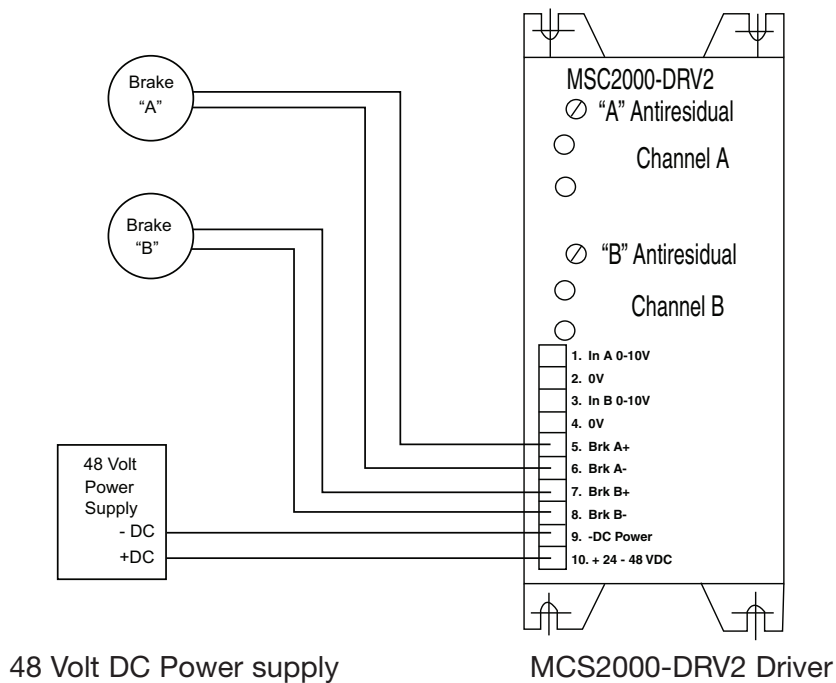 MSC2000-DRV2
“A” Antiresidual
Channel A
“B” Antiresidual
Channel B
Brake
“A”
Brake
“B”
1. In A 0-10V
2. 0V
3. In B 0-10V
4. 0V
5. Brk A+
6. Brk A-
7. Brk B+
8. Brk B-
9. -DC Power
10. + 24 - 48 VDC
48 Volt
Power
Supply
- DC
+DC
48 Volt DC Power supply
MCS2000-DRV2 Driver